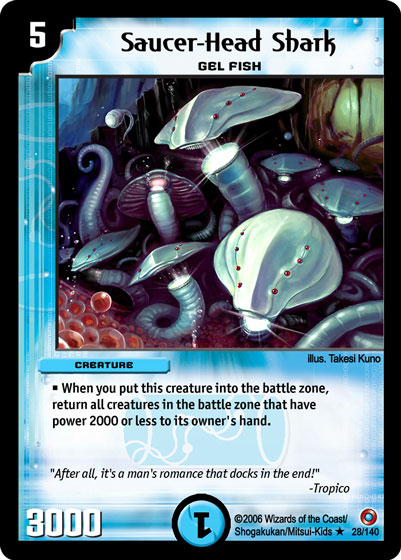 5
Saucer-Head Shark
GEL FISH
illus. Takesi Kuno
CREATURE
▪ When you put this creature into the battle zone,
return all creatures in the battle zone that have
power 2000 or less to its owner's hand.
"After all, it's a man's romance that docks in the end!"
-Tropico
3000
1
©2006 Wizards of the Coast/
Shogakukan/Mitsui-Kids ★ 28/140